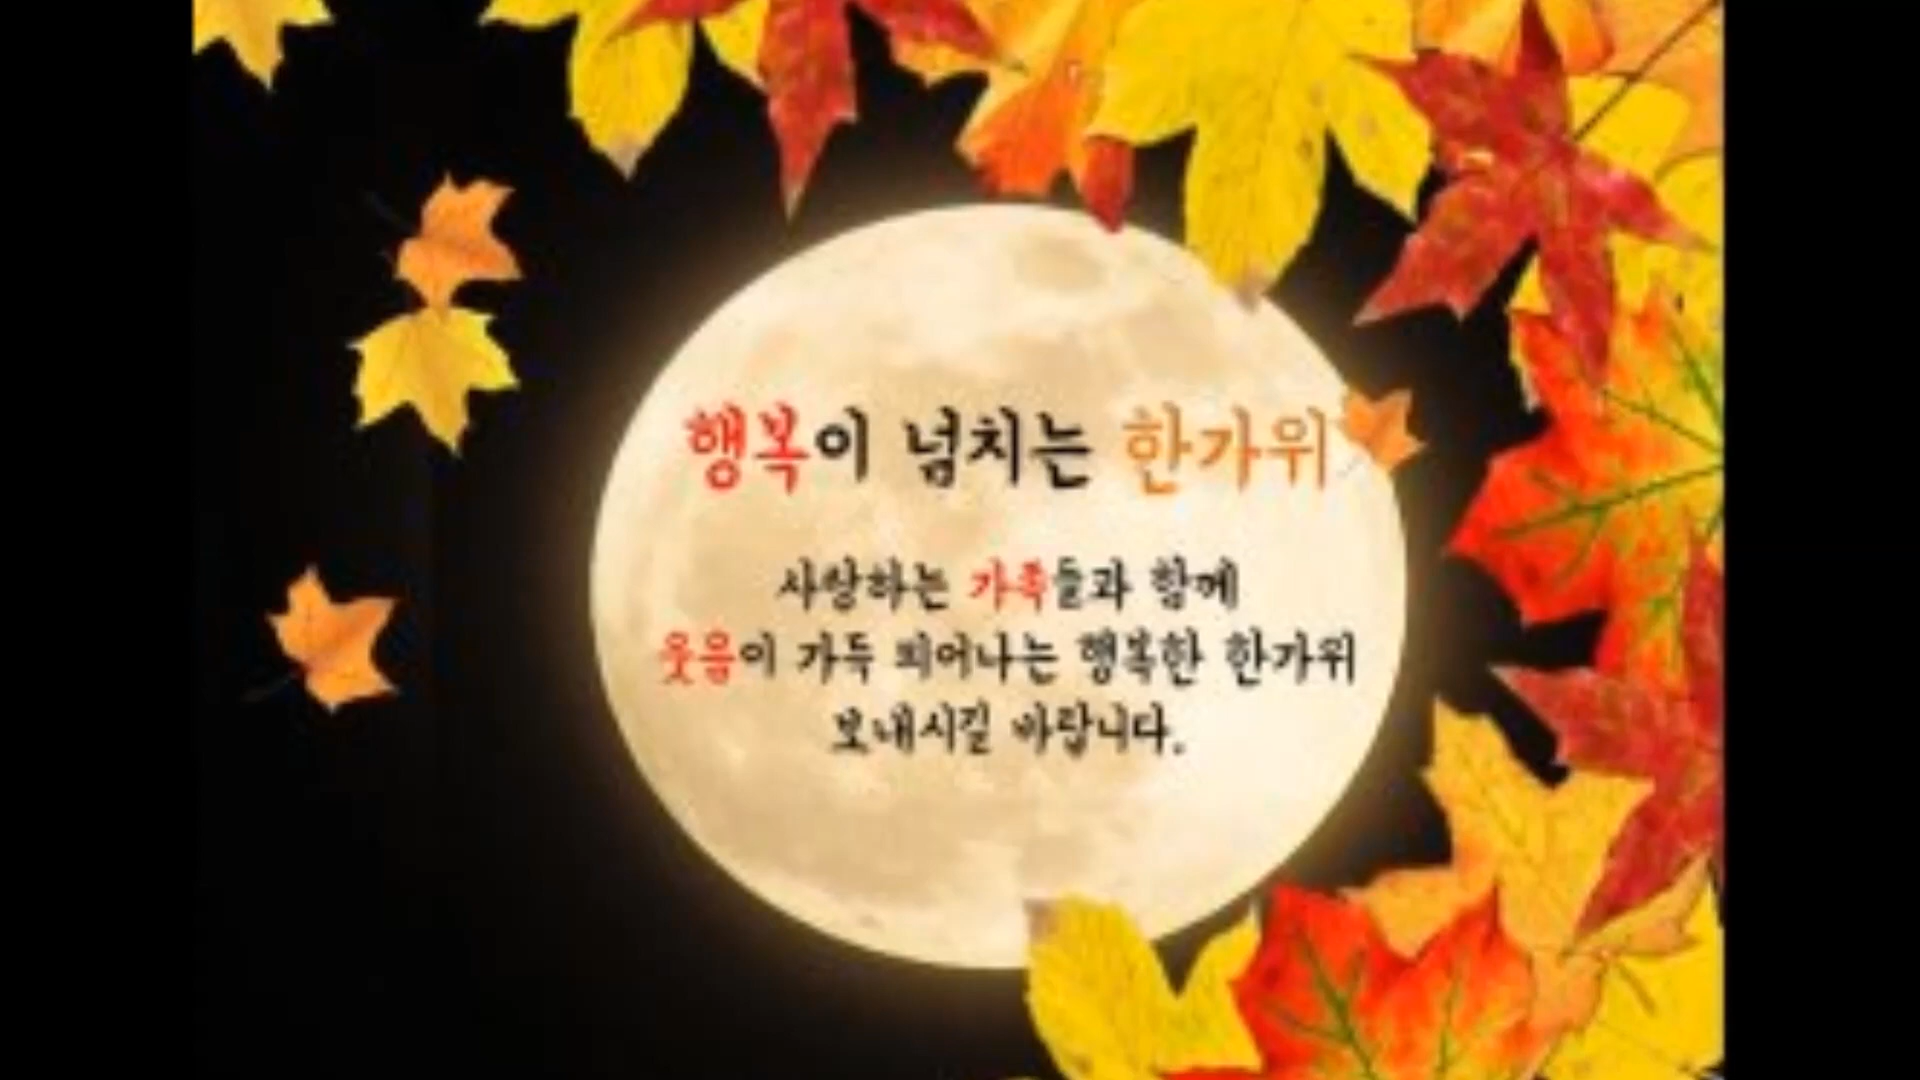 행복이 넘치는 한가위
사랑하는 가족들과 함께
웃음이 가득 피어나는 행복한 한가위
보내시길 바랍니다.